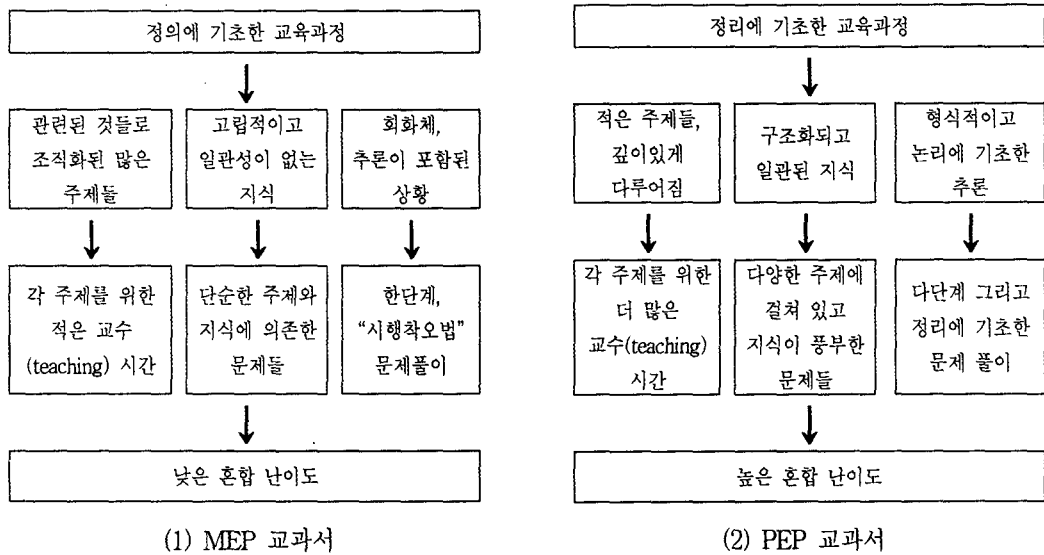 정의에 기초한 교육과정
관련된 것들로
조직화된 많은
주제들
고립적이고
일관성이 없는
지식
회화체,
추론이 포함된
상황
각 주제를 위한
적은 교수
(teaching) 시간
단순한 주제와
지식에 의존한
문제들
한단계,
“시행착오법”
문제풀이
낮은 혼합 난이도
(1) MEP 교과서
정리에 기초한 교육과정
적은 주제들,
깊이있게
다루어짐
구조화되고
일관된 지식
형식적이고
논리에 기초한
추론
각 주제를 위한
더 많은
교수(teaching)
시간
다양한 주제에
걸쳐 있고
지식이 풍부한
문제들
다단계 그리고
정리에 기초한
문제 풀이
높은 혼합 난이도
(2) PEP 교과서